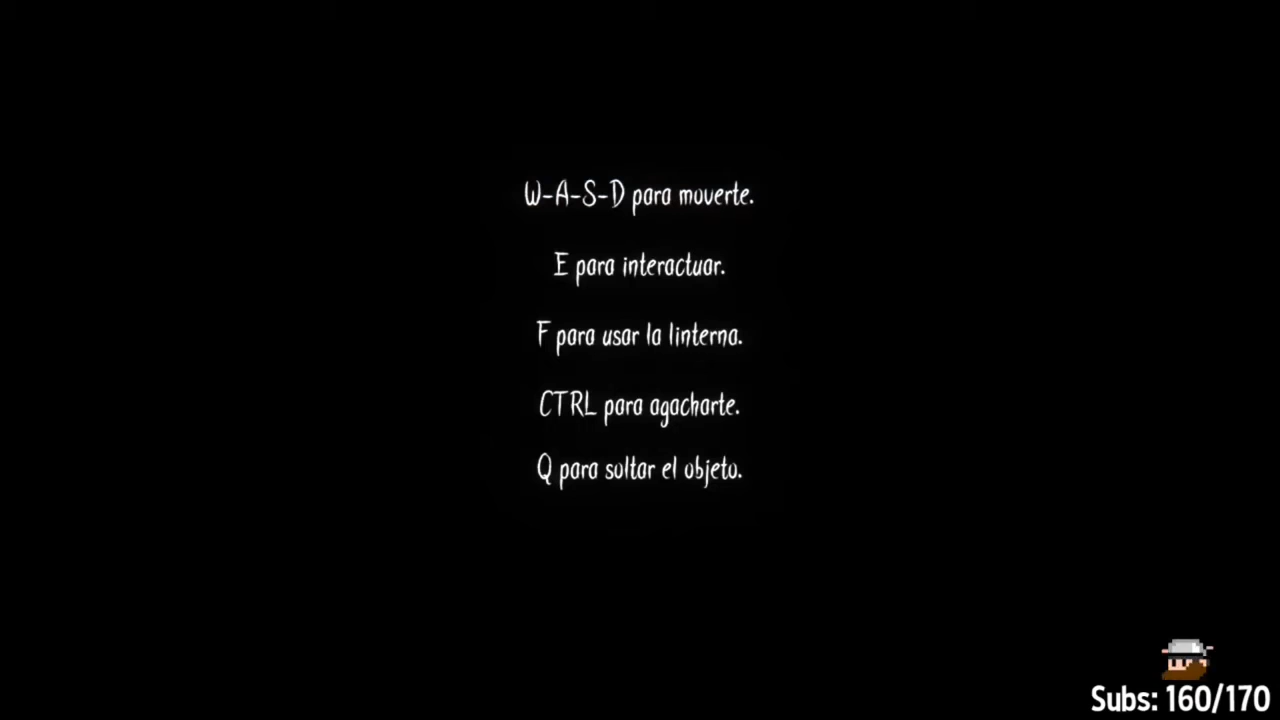 W-A-S-D para moverte.
E para interactuar.
F para usar la linterna.
CTRL para agacharte.
Q para soltar el objeto.
Subs: 160/170